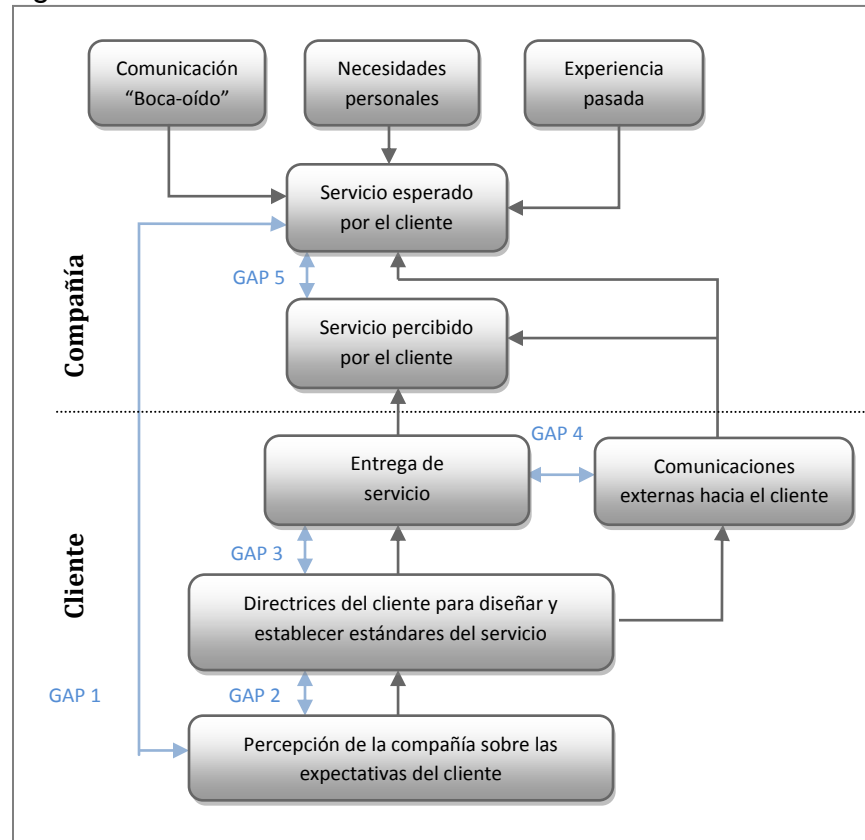 Comunicación
“Boca-oído”
Necesidades
personales
Experiencia
pasada
Servicio esperado
por el cliente
GAP 5
Compañía
Servicio percibido
por el cliente
GAP 4
Entrega de
servicio
Comunicaciones
externas hacia el cliente
GAP 3
Cliente
Directrices del cliente para diseñar y
establecer estándares del servicio
GAP 1
GAP 2
Percepción de la compañía sobre las
expectativas del cliente